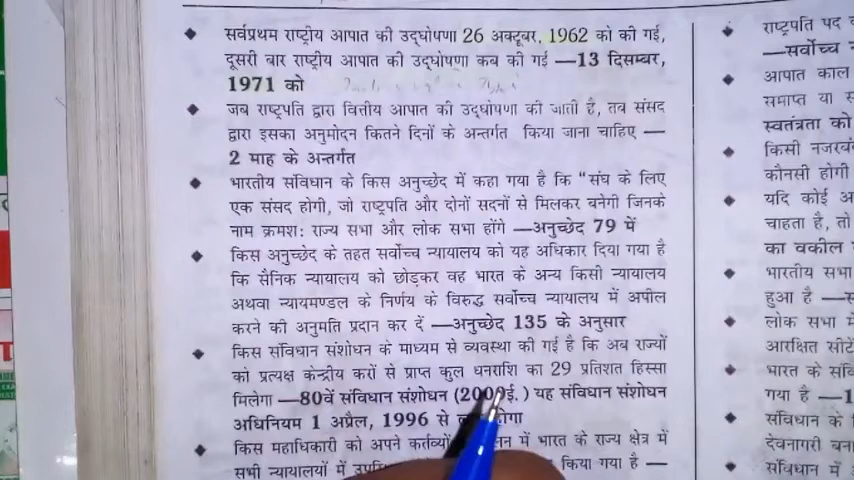 सर्वप्रथम राष्ट्रीय आपात की उद्घोषणा 26 अक्टूबर, 1962 को की गई,
दूसरी बार राष्ट्रीय आपात की उद्घोषणा कब की गई —13 दिसम्बर,
1971 को
जब राष्ट्रपति द्वारा वित्तीय आपात की उद्घोषणा की जाती है, तब संसद
द्वारा इसका अनुमोदन कितने दिनों के अन्तर्गत किया जाना चाहिए —
2 माह के अन्तर्गत
भारतीय संविधान के किस अनुच्छेद में कहा गया है कि “संघ के लिए
एक संसद होगी, जो राष्ट्रपति और दोनों सदनों से मिलकर बनेगी जिनके
नाम क्रमश: राज्य सभा और लोक सभा होंगे —अनुच्छेद 79 में
किस अनुच्छेद के तहत सर्वोच्च न्यायालय को यह अधिकार दिया गया है
कि सैनिक न्यायालय को छोड़कर वह भारत के अन्य किसी न्यायालय
अथवा न्यायमण्डल के निर्णय के विरुद्ध सर्वोच्च न्यायालय में अपील
करने की अनुमति प्रदान कर दें —अनुच्छेद 135 के अनुसार
किस संविधान संशोधन के माध्यम से व्यवस्था की गई है कि अब राज्यों
को प्रत्यक्ष केन्द्रीय करों से प्राप्त कुल धनराशि का 29 प्रतिशत हिस्सा
मिलेगा —80वें संविधान संशोधन (2000ई.) यह संविधान संशोधन
अधिनियम 1 अप्रैल, 1996 से होगा
किस महाधिकारी को अपने में भारत के राज्य क्षेत्र में
सभी न्यायालयों में किया गया है —
राष्ट्रपति पद
—सर्वोच्च
आपात काल
समाप्त या
स्वतंत्रता को
किसी
कौनसी होगी
यदि कोई
चाहता है, तो
का वकील
भारतीय
हुआ है
लोक सभा में
आरक्षित
भारत के
गया है —1
संविधान के
देवनागरी
संविधान में